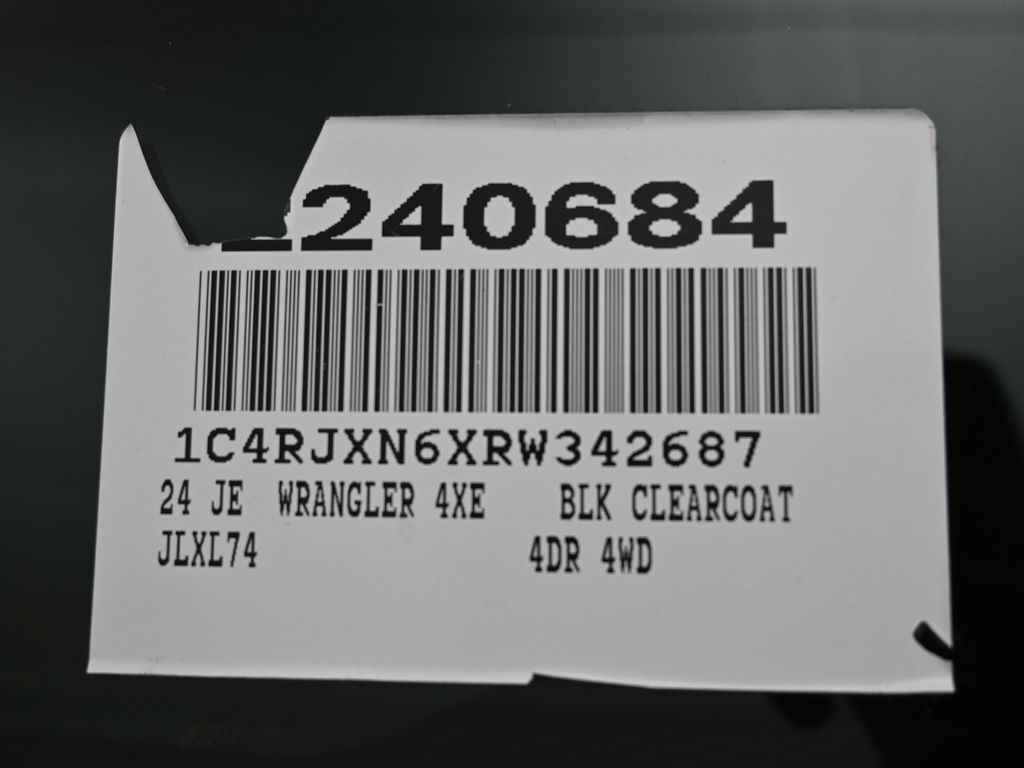 240684
1C4RJXN6XRW342687
24 JE WRANGLER 4XE BLK CLEARCOAT
JLXL74 4DR 4WD